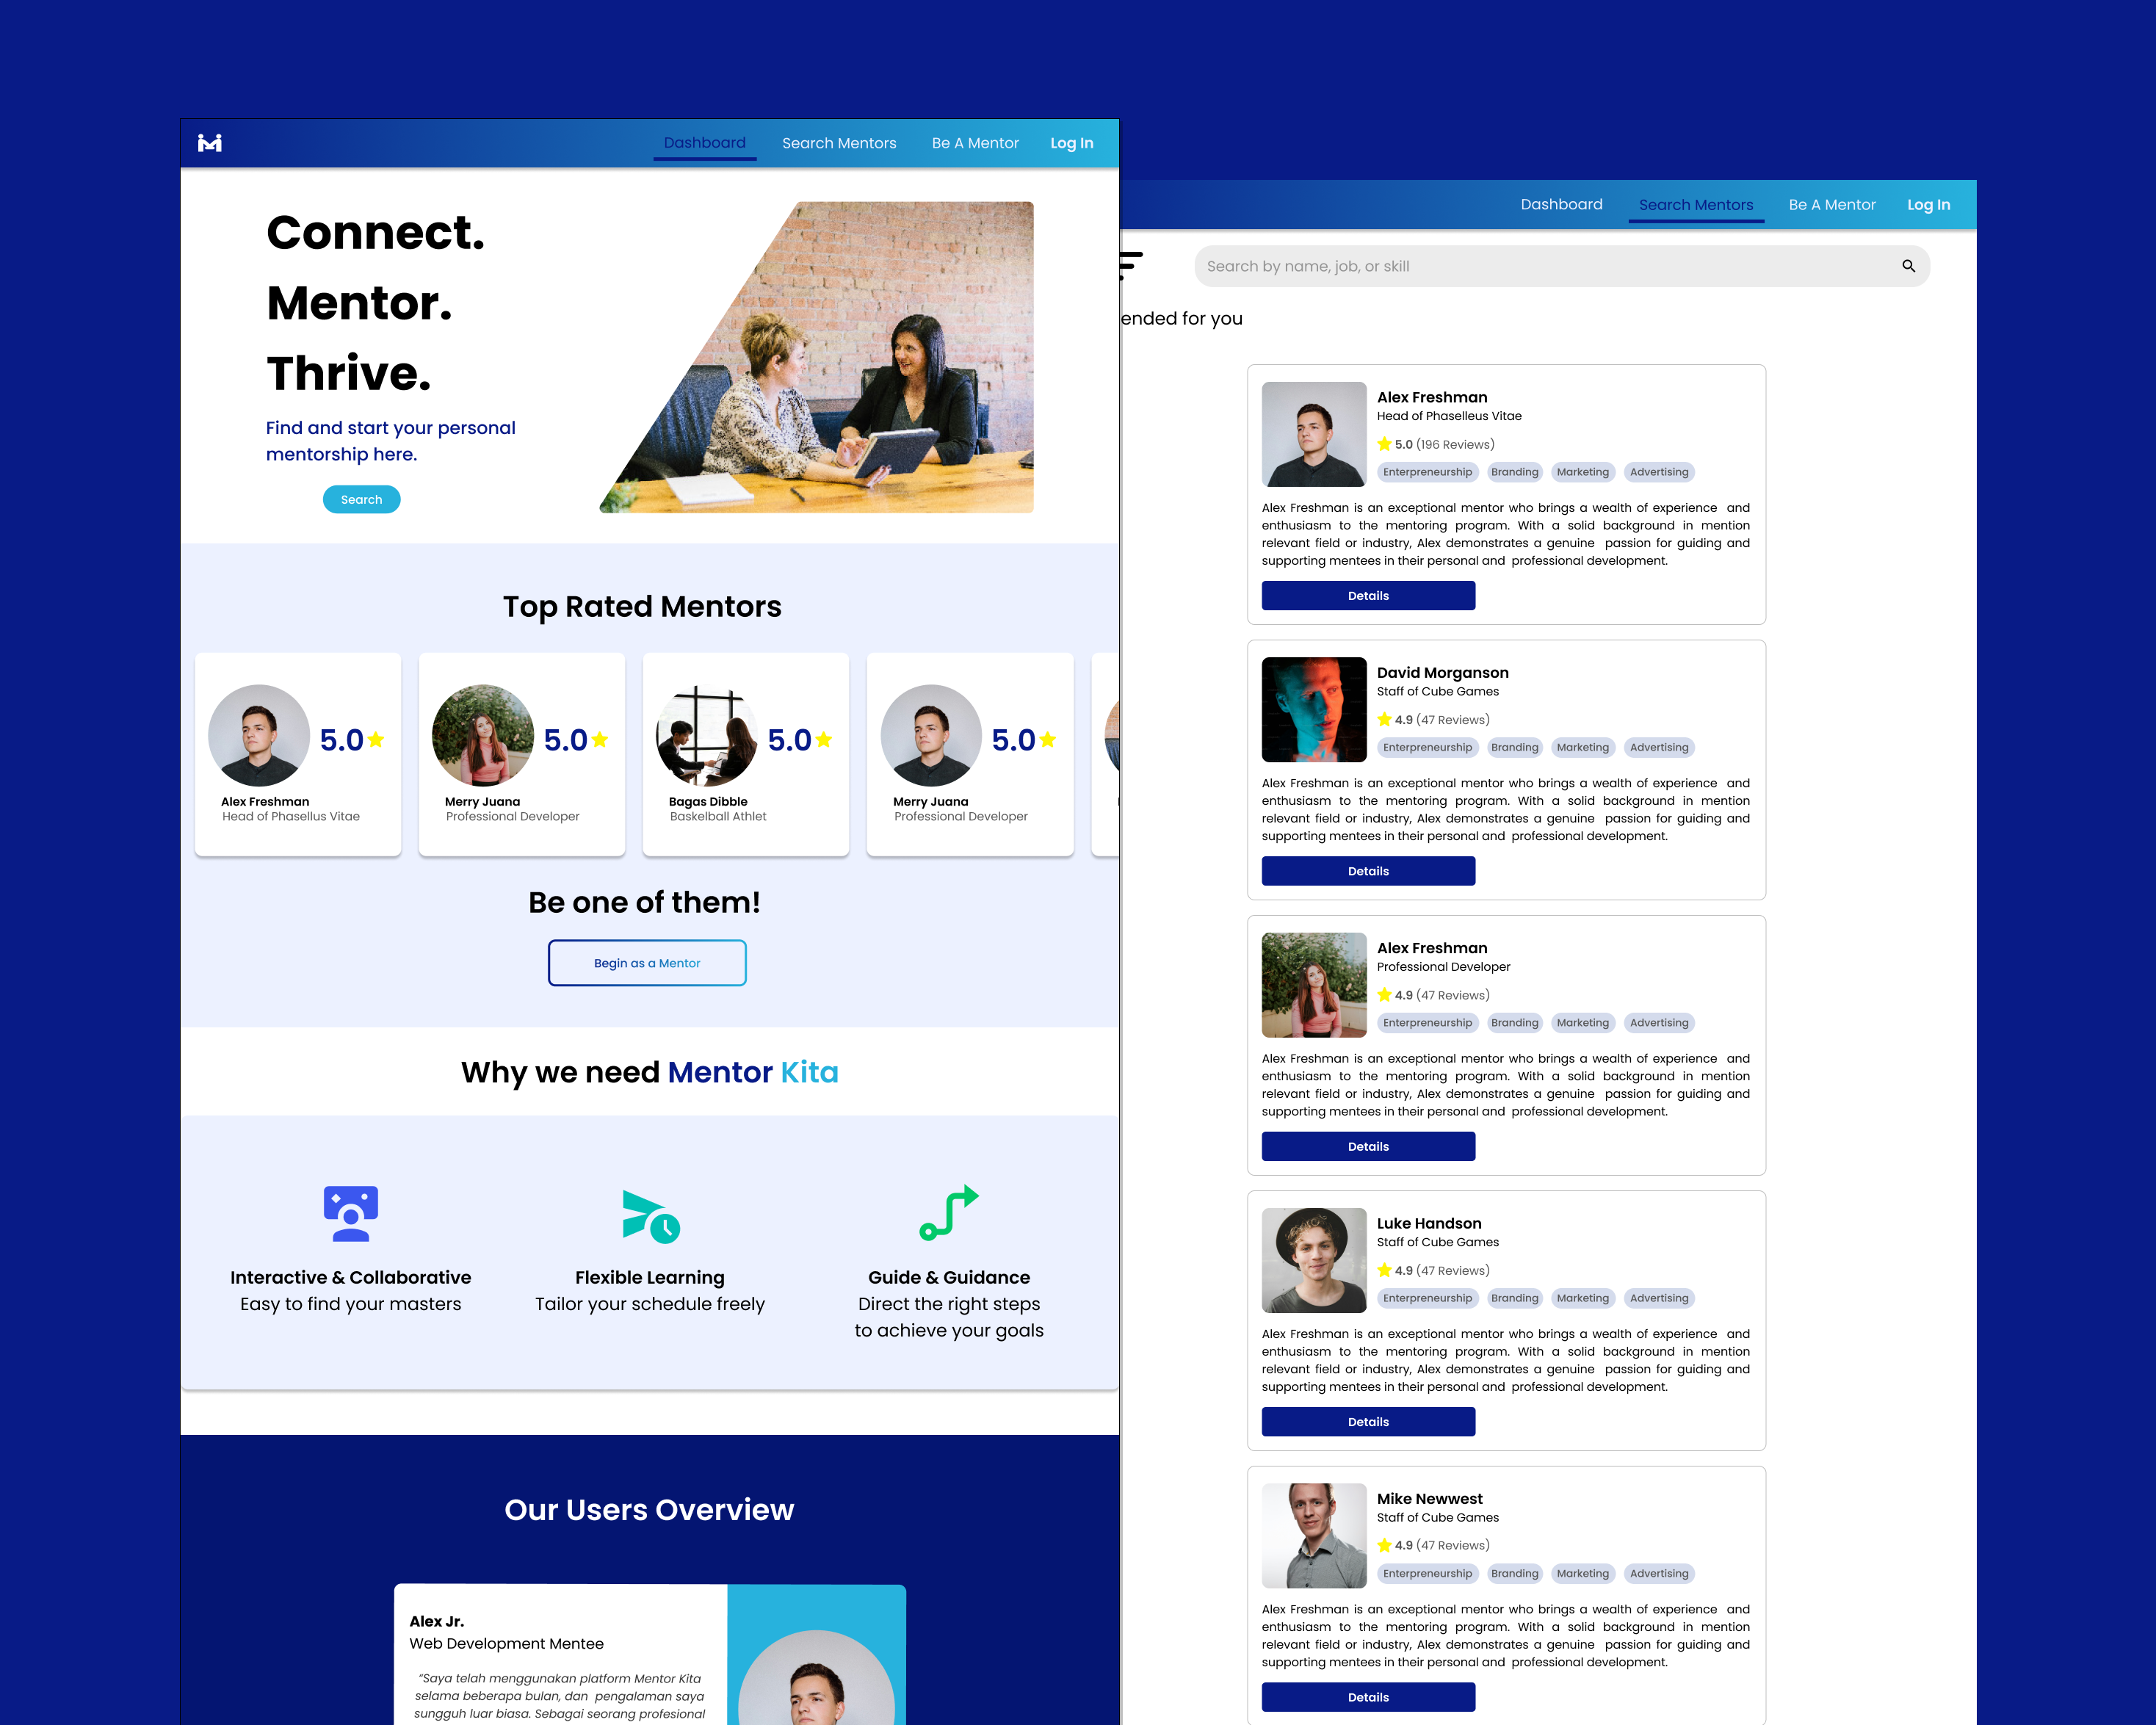 Dashboard Search Mentors Be A Mentor Log In
Connect.
Mentor.
Thrive.
Find and start your personal
mentorship here.
Search
Top Rated Mentors
5.0
Alex Freshman
Head of Phasellus Vitae
5.0
Merry Juana
Professional Developer
5.0
Bagas Dibble
Baskelball Athlet
5.0
Merry Juana
Professional Developer
Be one of them!
Begin as a Mentor
Why we need Mentor Kita
Interactive & Collaborative
Easy to find your masters
Flexible Learning
Tailor your schedule freely
Guide & Guidance
Direct the right steps
to achieve your goals
Our Users Overview
Alex Jr.
Web Development Mentee
"Saya telah menggunakan platform Mentor Kita
selama beberapa bulan, dan pengalaman saya
sungguh luar biasa. Sebagai seorang profesional
Dashboard Search Mentors Be A Mentor Log In
Search by name, job, or skill
ended for you
Alex Freshman
Head of Phaselleus Vitae
5.0 (196 Reviews)
Enterpreneurship Branding Marketing Advertising
Alex Freshman is an exceptional mentor who brings a wealth of experience and
enthusiasm to the mentoring program. With a solid background in mention
relevant field or industry, Alex demonstrates a genuine passion for guiding and
supporting mentees in their personal and professional development.
Details
David Morganson
Staff of Cube Games
4.9 (47 Reviews)
Enterpreneurship Branding Marketing Advertising
Alex Freshman is an exceptional mentor who brings a wealth of experience and
enthusiasm to the mentoring program. With a solid background in mention
relevant field or industry, Alex demonstrates a genuine passion for guiding and
supporting mentees in their personal and professional development.
Details
Alex Freshman
Professional Developer
4.9 (47 Reviews)
Enterpreneurship Branding Marketing Advertising
Alex Freshman is an exceptional mentor who brings a wealth of experience and
enthusiasm to the mentoring program. With a solid background in mention
relevant field or industry, Alex demonstrates a genuine passion for guiding and
supporting mentees in their personal and professional development.
Details
Luke Handson
Staff of Cube Games
4.9 (47 Reviews)
Enterpreneurship Branding Marketing Advertising
Alex Freshman is an exceptional mentor who brings a wealth of experience and
enthusiasm to the mentoring program. With a solid background in mention
relevant field or industry, Alex demonstrates a genuine passion for guiding and
supporting mentees in their personal and professional development.
Details
Mike Newwest
Staff of Cube Games
4.9 (47 Reviews)
Enterpreneurship Branding Marketing Advertising
Alex Freshman is an exceptional mentor who brings a wealth of experience and
enthusiasm to the mentoring program. With a solid background in mention
relevant field or industry, Alex demonstrates a genuine passion for guiding and
supporting mentees in their personal and professional development.
Details